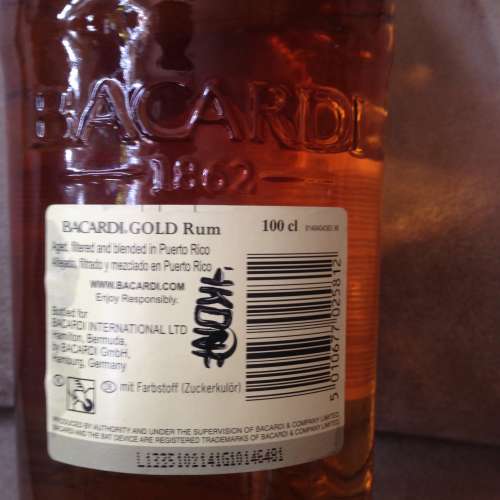 BACARDI
1862
BACARDI GOLD Rum 100 cl
Aged, filtered and blended in Puerto Rico
Añejado, filtrado y mezclado en Puerto Rico
WWW.BACARDI.COM
Enjoy Responsibly.
Bottled for
BACARDI INTERNATIONAL LTD
Hamilton, Bermuda,
by BACARDI GmbH,
Hamburg, Germany
mit Farbstoff (Zuckerkulör)
5 010677 025812
PRODUCED BY AUTHORITY AND UNDER THE SUPERVISION OF BACARDI & COMPANY LIMITED
BACARDI AND THE BAT DEVICE ARE REGISTERED TRADEMARKS OF BACARDI & COMPANY LIMITED